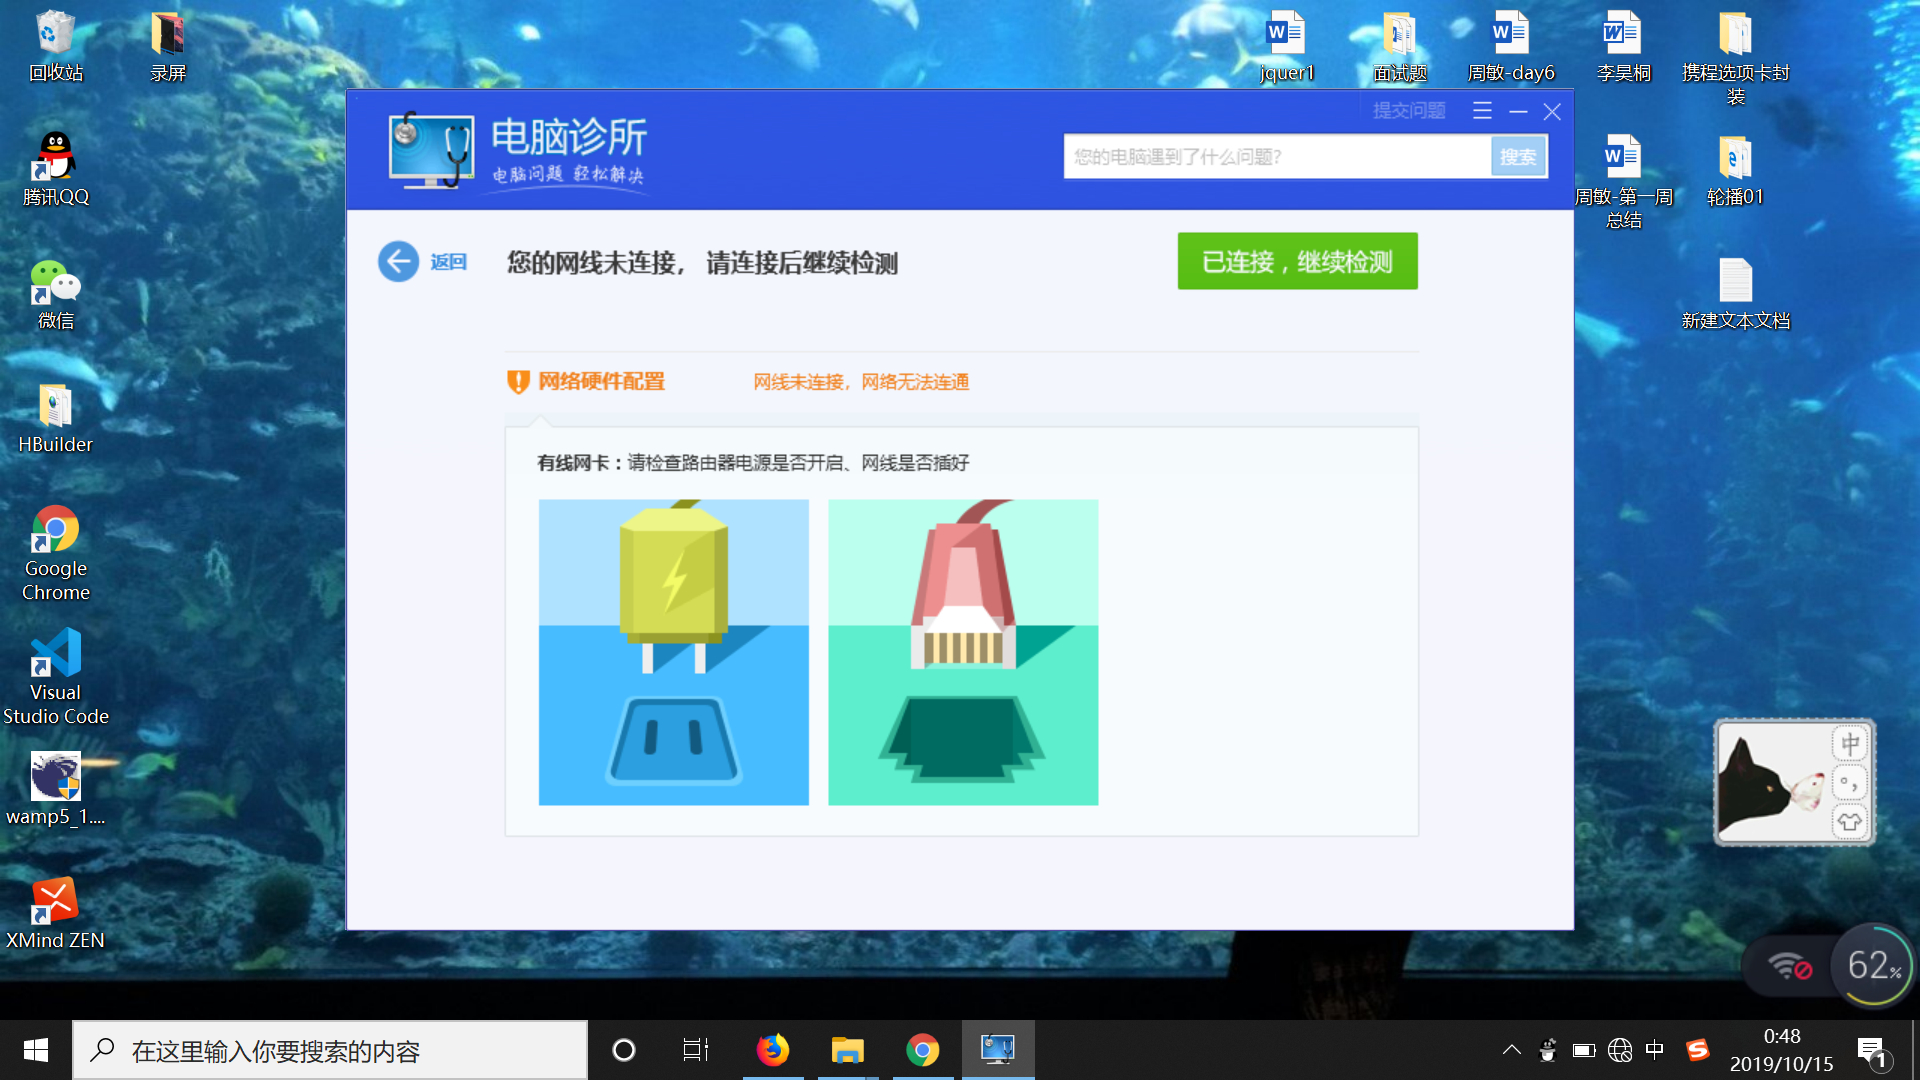 回收站
录屏
jquer1
面试题
周敏-day6
李昊桐
携程选项卡封
装
腾讯QQ
周敏-第一周
总结
轮播01
微信
新建文本文档
HBuilder
Google
Chrome
Visual
Studio Code
wamp5_1....
XMind ZEN
提交问题
电脑诊所
电脑问题 轻松解决
您的电脑遇到了什么问题?
搜索
返回
您的网线未连接， 请连接后继续检测
已连接，继续检测
网络硬件配置
网线未连接，网络无法连通
有线网卡：请检查路由器电源是否开启、网线是否插好
中
°,
62%
在这里输入你要搜索的内容
中
S
0:48
2019/10/15
1